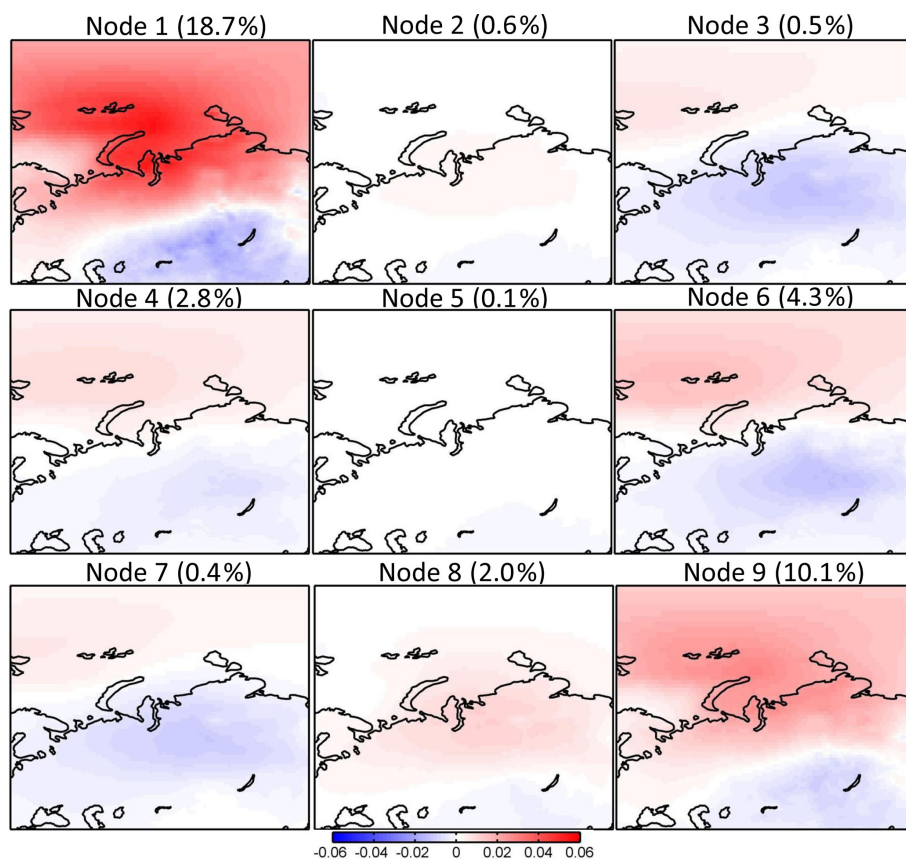 Node 1 (18.7%) Node 2 (0.6%) Node 3 (0.5%)
Node 4 (2.8%) Node 5 (0.1%) Node 6 (4.3%)
Node 7 (0.4%) Node 8 (2.0%) Node 9 (10.1%)
-0.06 -0.04 -0.02 0 0.02 0.04 0.06